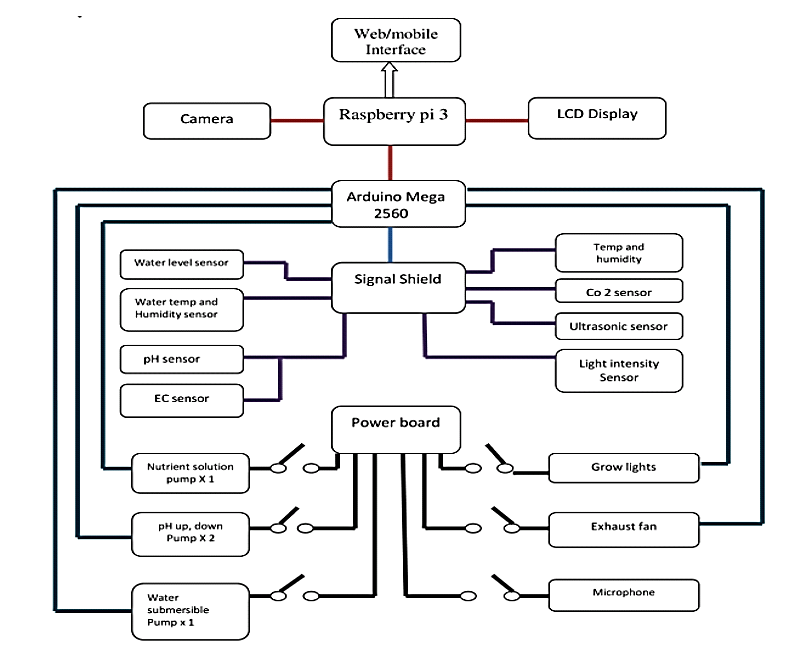 Web/mobile
Interface
Camera
Raspberry pi 3
LCD Display
Arduino Mega
2560
Water level sensor
Signal Shield
Temp and
humidity
Water temp and
Humidity sensor
Co 2 sensor
Ultrasonic sensor
pH sensor
Light intensity
Sensor
EC sensor
Power board
Nutrient solution
pump X 1
Grow lights
pH up, down
Pump X 2
Exhaust fan
Water
submersible
Pump x 1
Microphone